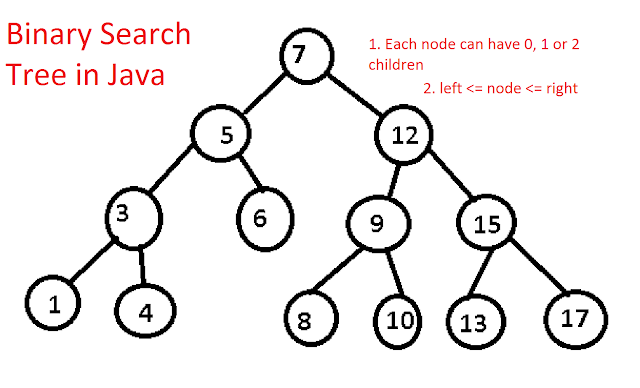 Binary Search
Tree in Java
1. Each node can have 0, 1 or 2
children
2. left <= node <= right
7
5
12
3
6
9
15
1
4
8
10
13
17